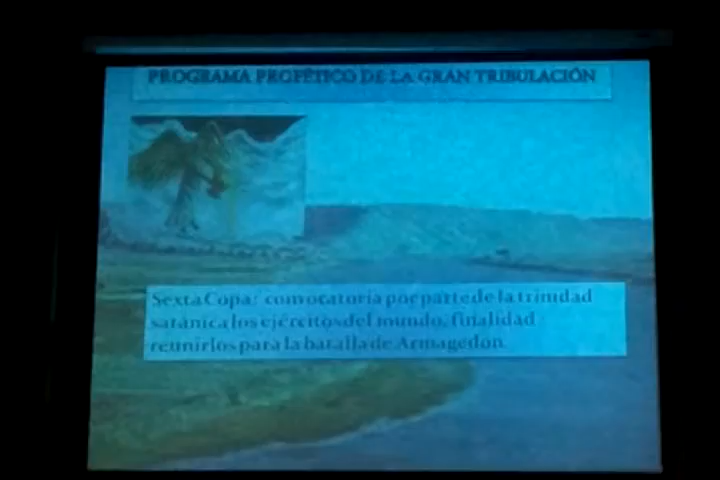 PROGRAMA PROFÉTICO DE LA GRAN TRIBULACIÓN
Sexta Copa: convocatoria por parte de la trinidad
satánica los ejércitos del mundo, finalidad
reunirlos para la batalla de Armagedon